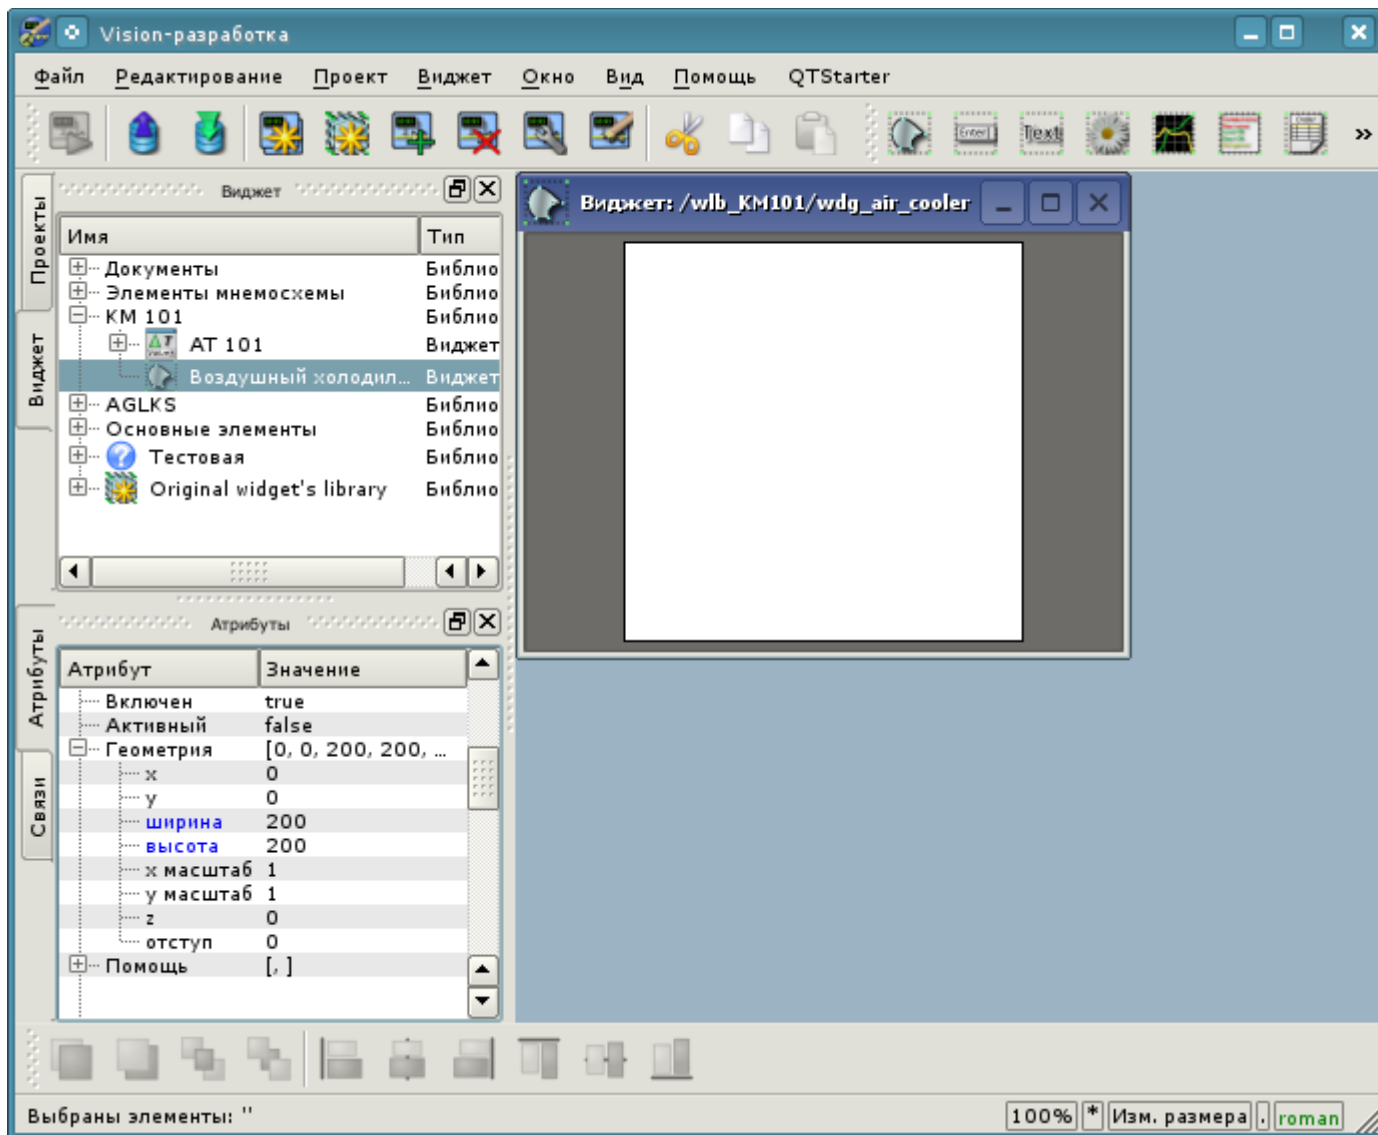 Vision-разработка
Файл Редактирование Проект Виджет Окно Вид Помощь QTStarter
Enter Text »
Проекты
Виджет
Виджет
Имя Тип
Документы Библио
Элементы мнемосхемы Библио
КМ 101 Библио
АТ 101 Виджет
Воздушный холодил... Виджет
AGLKS Библио
Основные элементы Библио
Тестовая Библио
Original widget's library Библио
Виджет: /wlb_KM101/wdg_air_cooler
Атрибуты
Связи
Атрибуты
Атрибут Значение
Включен true
Активный false
Геометрия [0, 0, 200, 200, ...
x 0
y 0
ширина 200
высота 200
x масштаб 1
y масштаб 1
z 0
отступ 0
Помощь [, ]
Выбраны элементы: '' 100% * Изм. размера . roman